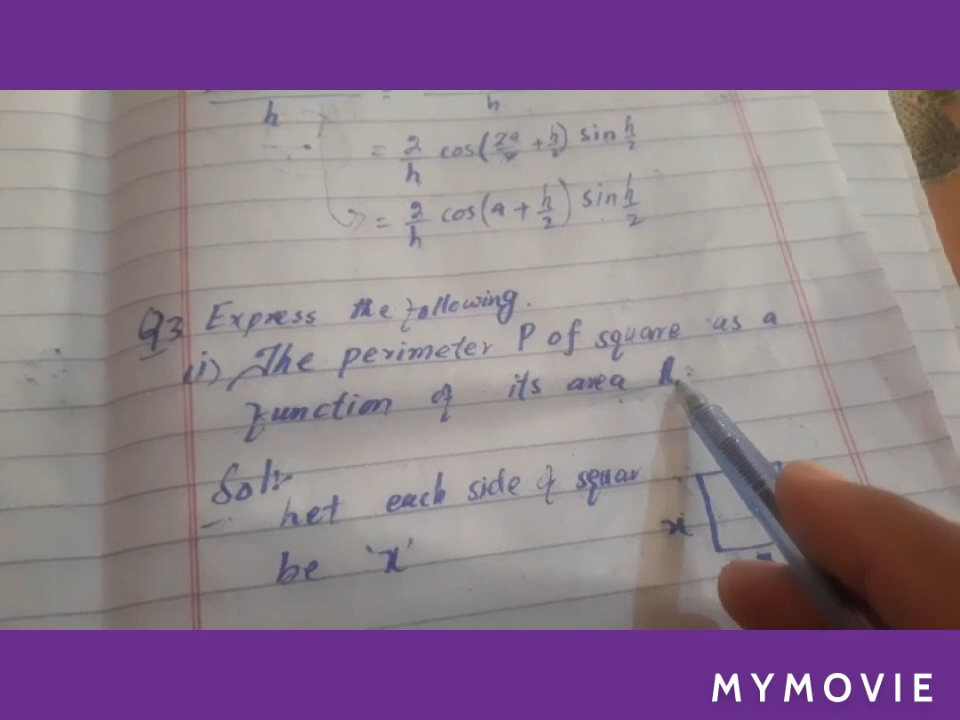 h = h.
= 2/h cos(2a/2 + h/2) sin h/2
= 2/h cos(a + h/2) sin h/2
Q3 Express the following.
(i) The perimeter P of square as a
function of its area A.
Sol:-
Let each side of squar
x
be 'x'
MYMOVIE